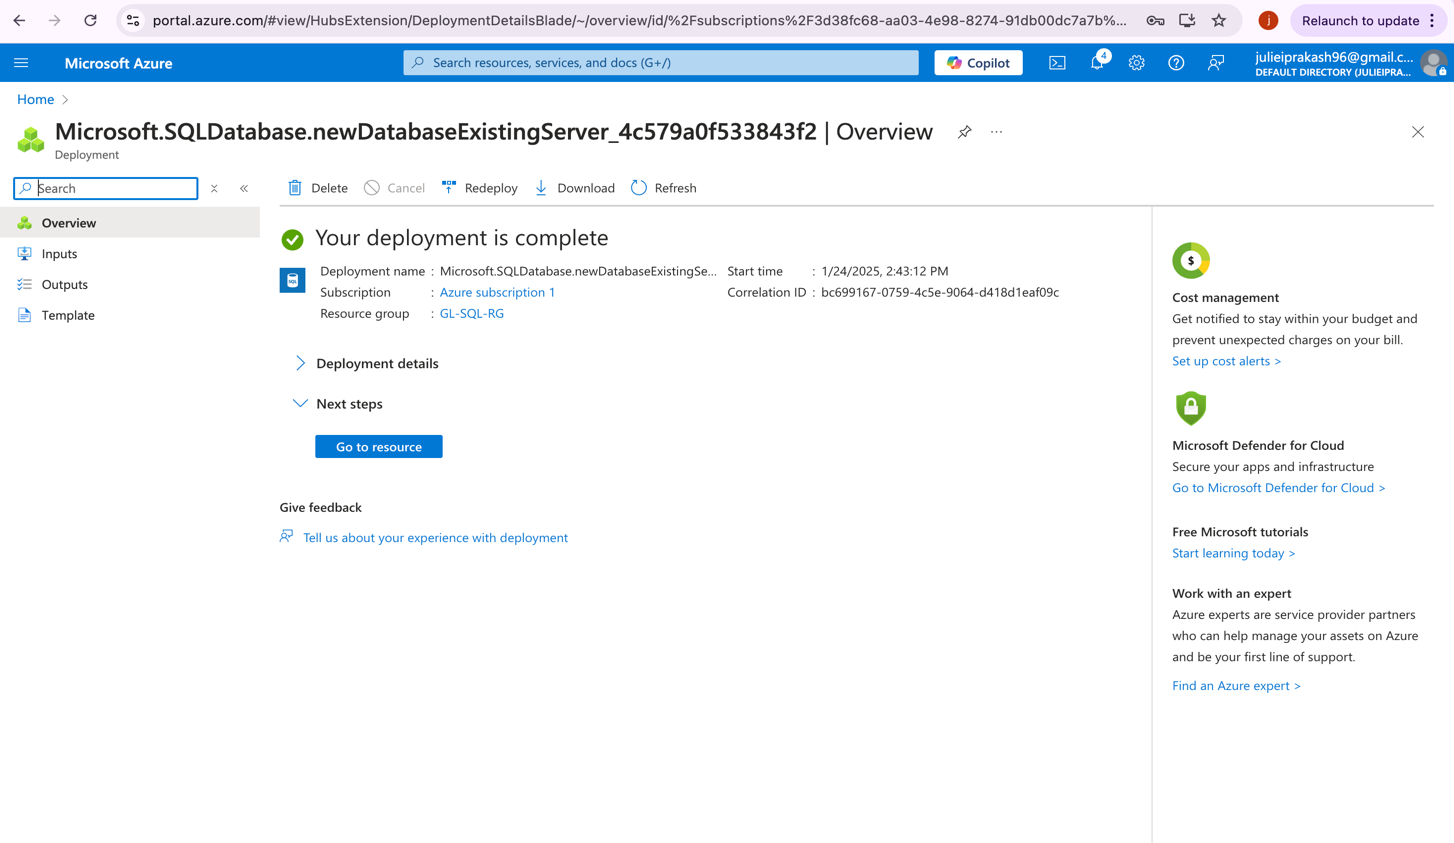 portal.azure.com/#view/HubsExtension/DeploymentDetailsBlade/~/overview/id/%2Fsubscriptions%2F3d38fc68-aa03-4e98-8274-91db00dc7a7b%...
j
Relaunch to update
Microsoft Azure
Search resources, services, and docs (G+/)
Copilot
4
julieiprakash96@gmail.c...
DEFAULT DIRECTORY (JULIEIPRA...
Home
Microsoft.SQLDatabase.newDatabaseExistingServer_4c579a0f533843f2 | Overview
Deployment
Search
Delete
Cancel
Redeploy
Download
Refresh
Overview
Inputs
Outputs
Template
Your deployment is complete
SQL
Deployment name : Microsoft.SQLDatabase.newDatabaseExistingSe...
Subscription : Azure subscription 1
Resource group : GL-SQL-RG
Start time : 1/24/2025, 2:43:12 PM
Correlation ID : bc699167-0759-4c5e-9064-d418d1eaf09c
Deployment details
Next steps
Go to resource
Give feedback
Tell us about your experience with deployment
$
Cost management
Get notified to stay within your budget and
prevent unexpected charges on your bill.
Set up cost alerts >
Microsoft Defender for Cloud
Secure your apps and infrastructure
Go to Microsoft Defender for Cloud >
Free Microsoft tutorials
Start learning today >
Work with an expert
Azure experts are service provider partners
who can help manage your assets on Azure
and be your first line of support.
Find an Azure expert >